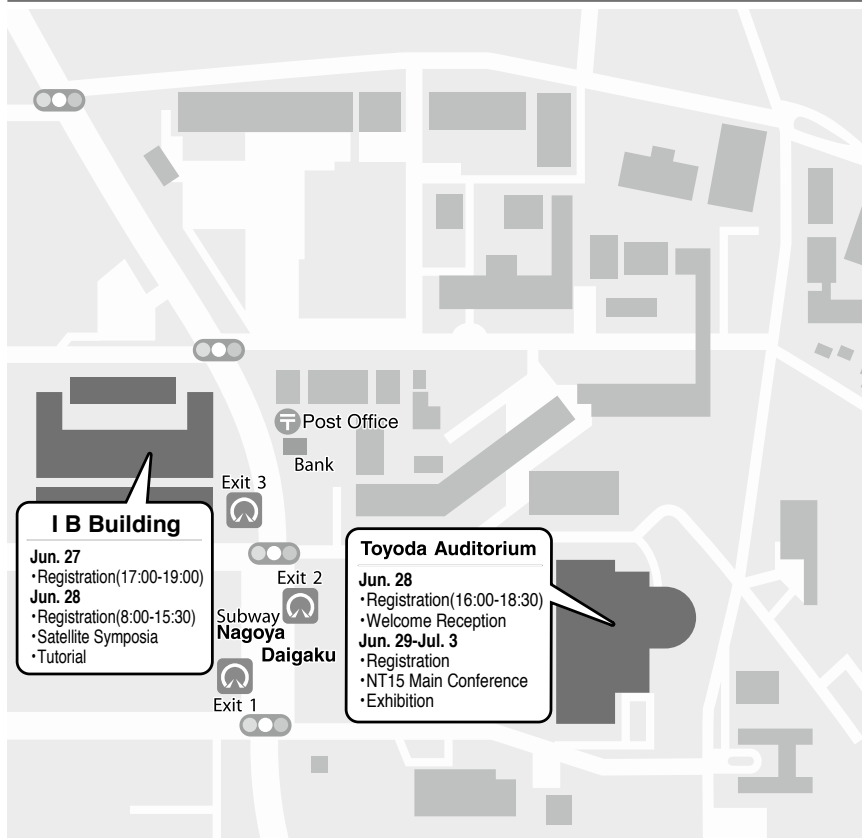 〒 Post Office
Bank
Exit 3
I B Building
Jun. 27
・Registration(17:00-19:00)
Jun. 28
・Registration(8:00-15:30)
・Satellite Symposia
・Tutorial
Exit 2
Subway
Nagoya
Daigaku
Exit 1
Toyoda Auditorium
Jun. 28
・Registration(16:00-18:30)
・Welcome Reception
Jun. 29-Jul. 3
・Registration
・NT15 Main Conference
・Exhibition